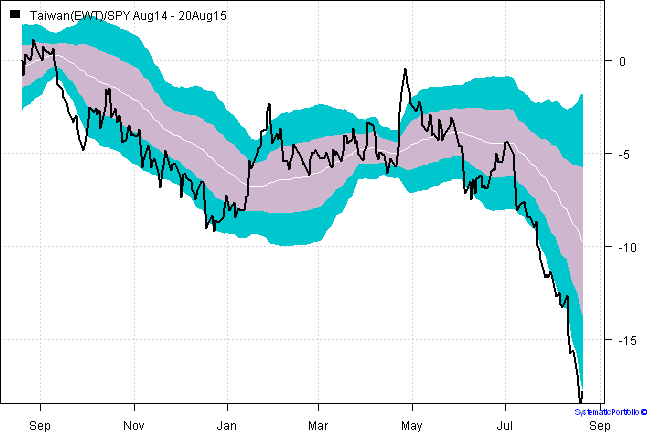 Taiwan(EWT)/SPY Aug14 - 20Aug15
0
-5
-10
-15
Sep Nov Jan Mar May Jul Sep
SystematicPortfolio ©